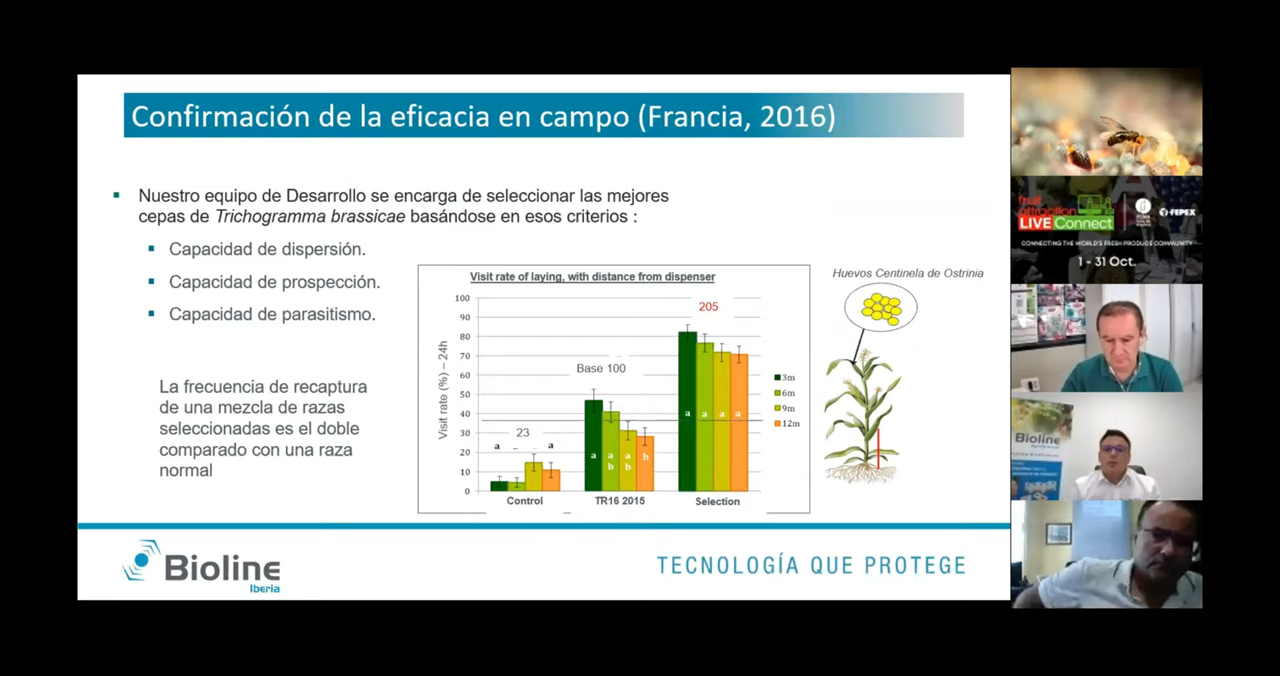 Confirmación de la eficacia en campo (Francia, 2016)
Nuestro equipo de Desarrollo se encarga de seleccionar las mejores
cepas de Trichogramma brassicae basándose en esos criterios :
Capacidad de dispersión.
Capacidad de prospección.
Capacidad de parasitismo.
La frecuencia de recaptura
de una mezcla de razas
seleccionadas es el doble
comparado con una raza
normal
Visit rate of laying, with distance from dispenser
Visit rate (%) – 24h
100
90
80
70
60
50
40
30
20
10
0
23
a
a
Base 100
a
a
b
a
b
b
205
a
a
a
a
Control
TR16 2015
Selection
3m
6m
9m
12m
Huevos Centinela de Ostrinia
Bioline
Iberia
TECNOLOGÍA QUE PROTEGE
fruit
attraction
LIVE Connect
FEPEX
CONNECTING THE WORLD'S FRESH PRODUCE COMMUNITY
1 - 31 Oct.
Bioline